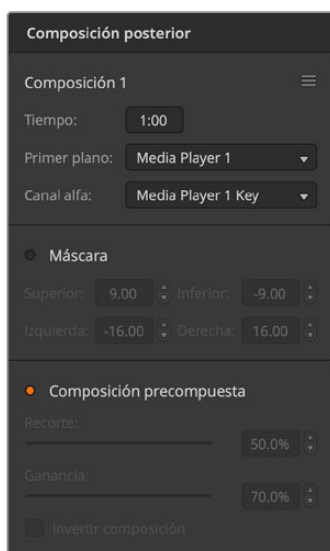 Composición posterior
Composición 1
Tiempo: 1:00
Primer plano: Media Player 1
Canal alfa: Media Player 1 Key
Máscara
Superior: 9.00 Inferior: -9.00
Izquierda: -16.00 Derecha: 16.00
Composición precompuesta
Recorte:
50.0%
Ganancia:
70.0%
Invertir composición